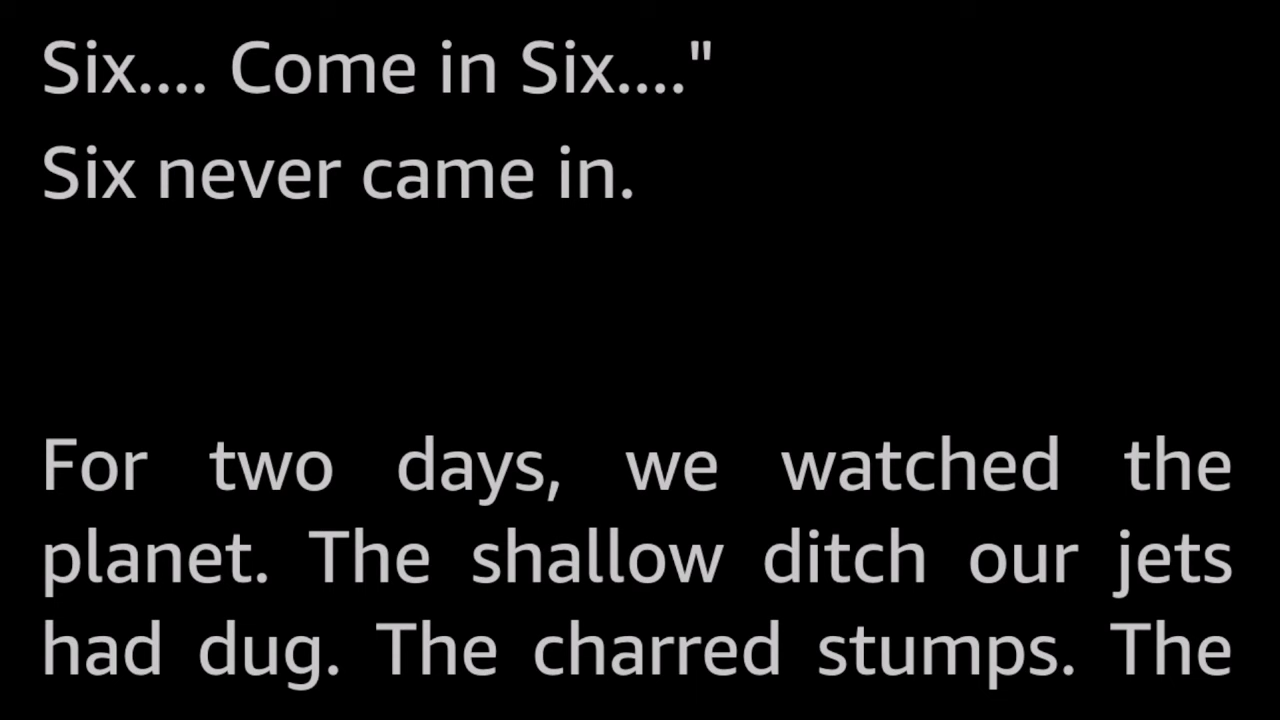 Six.... Come in Six...."
Six never came in.
For two days, we watched the
planet. The shallow ditch our jets
had dug. The charred stumps. The